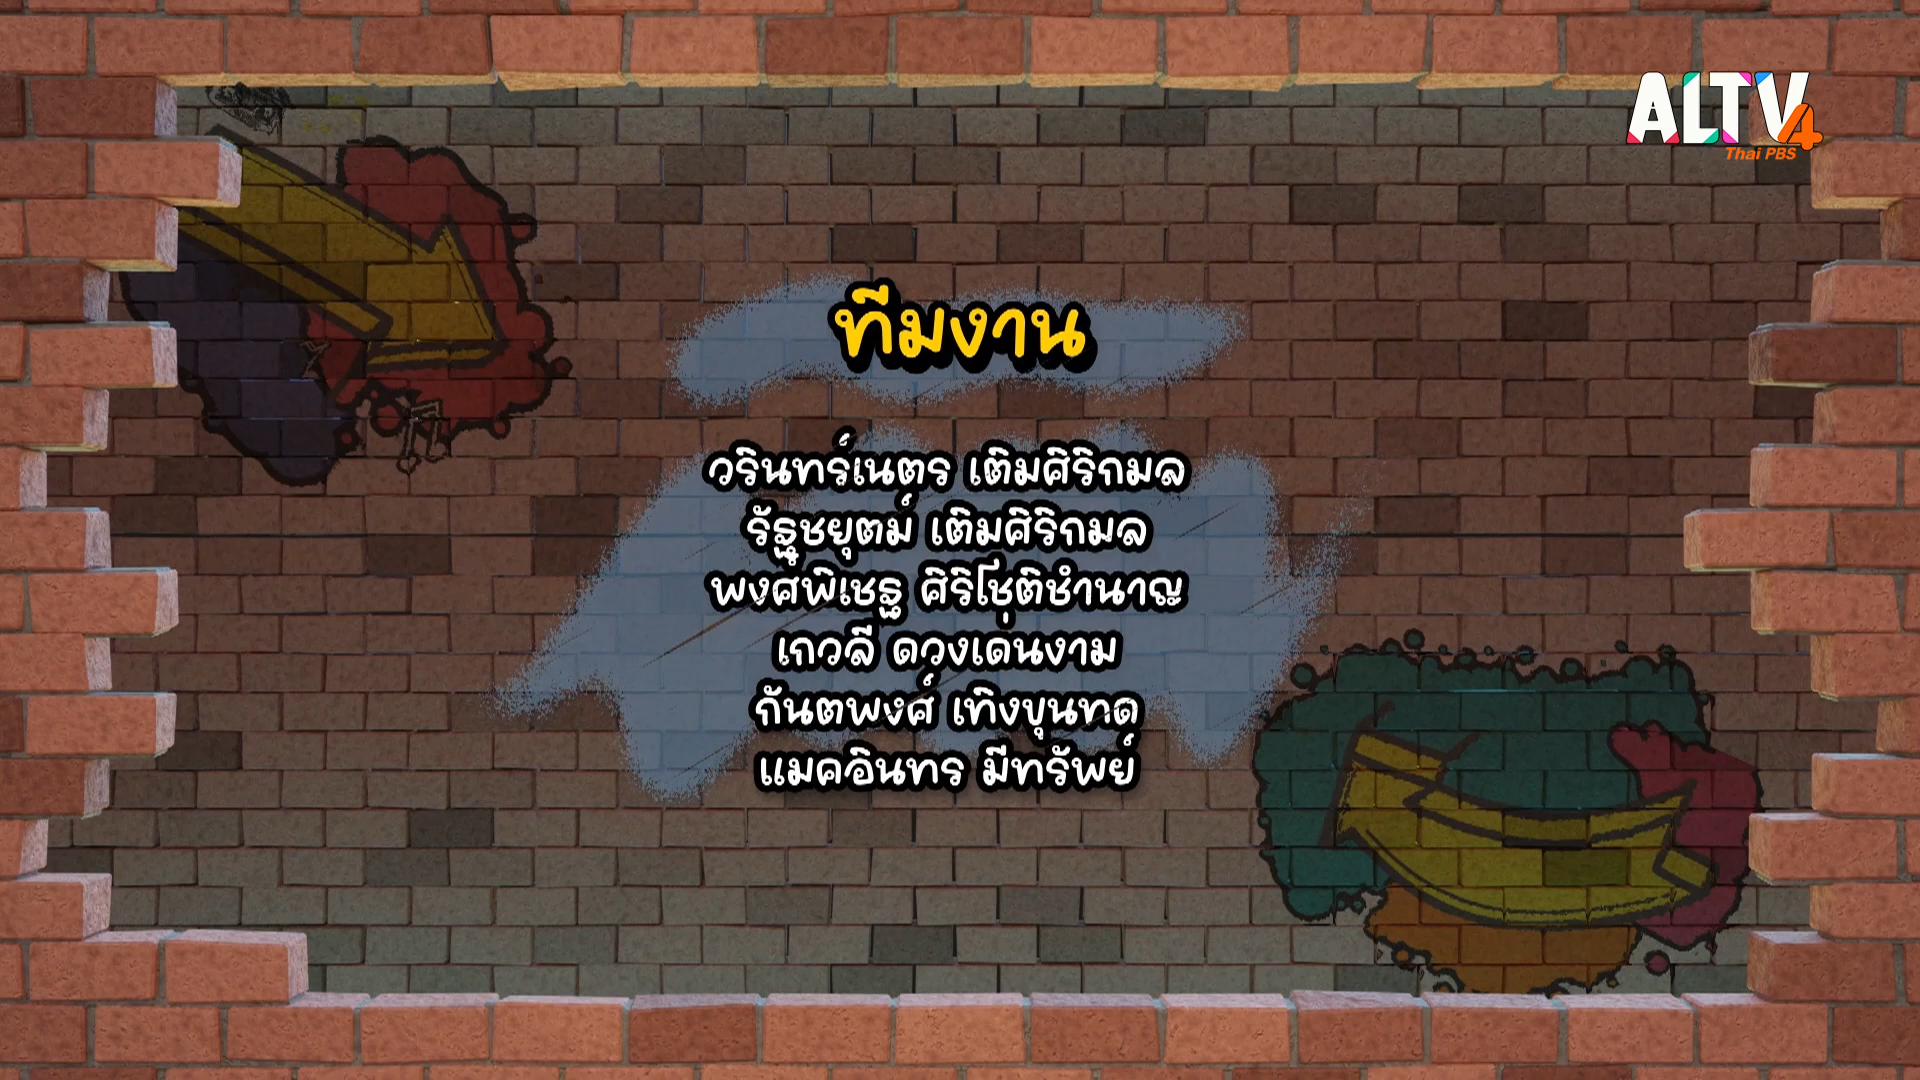 ALTV4
Thai PBS
ทีมงาน
วรินทร์เนตร เติมศิริกมล
รัฐชยุตม์ เติมศิริกมล
พงศ์พิเชฐ ศิริโชติชำนาญ
เกวลี ดวงเด่นงาม
กันตพงศ์ เทิงขุนทด
แมคอินทร มีทรัพย์